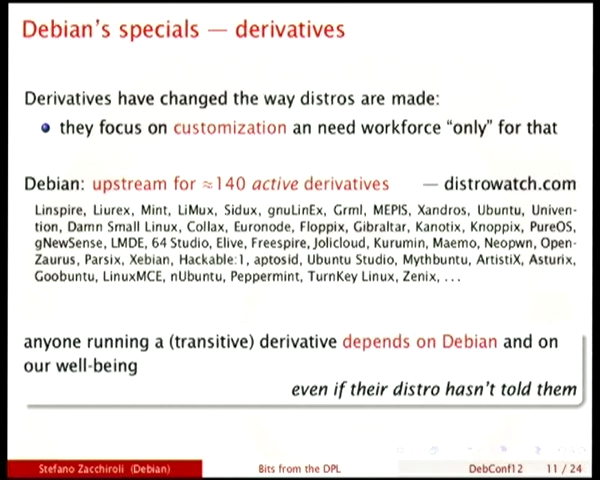 Debian's specials — derivatives
Derivatives have changed the way distros are made:
they focus on customization an need workforce "only" for that
Debian: upstream for ≈140 active derivatives — distrowatch.com
Linspire, Liurex, Mint, LiMux, Sidux, gnuLinEx, Grml, MEPIS, Xandros, Ubuntu, Univen-
tion, Damn Small Linux, Collax, Euronode, Floppix, Gibraltar, Kanotix, Knoppix, PureOS,
gNewSense, LMDE, 64 Studio, Elive, Freespire, Jolicloud, Kurumin, Maemo, Neopwn, Open-
Zaurus, Parsix, Xebian, Hackable:1, aptosid, Ubuntu Studio, Mythbuntu, ArtistiX, Asturix,
Goobuntu, LinuxMCE, nUbuntu, Peppermint, TurnKey Linux, Zenix, ...
anyone running a (transitive) derivative depends on Debian and on
our well-being
even if their distro hasn't told them
Stefano Zacchiroli (Debian) Bits from the DPL DebConf12 11 / 24